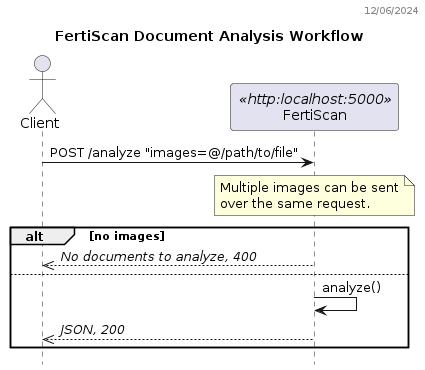 12/06/2024
FertiScan Document Analysis Workflow
Client
«http:localhost:5000»
FertiScan
POST /analyze "images=@/path/to/file"
Multiple images can be sent
over the same request.
alt [no images]
No documents to analyze, 400
analyze()
JSON, 200